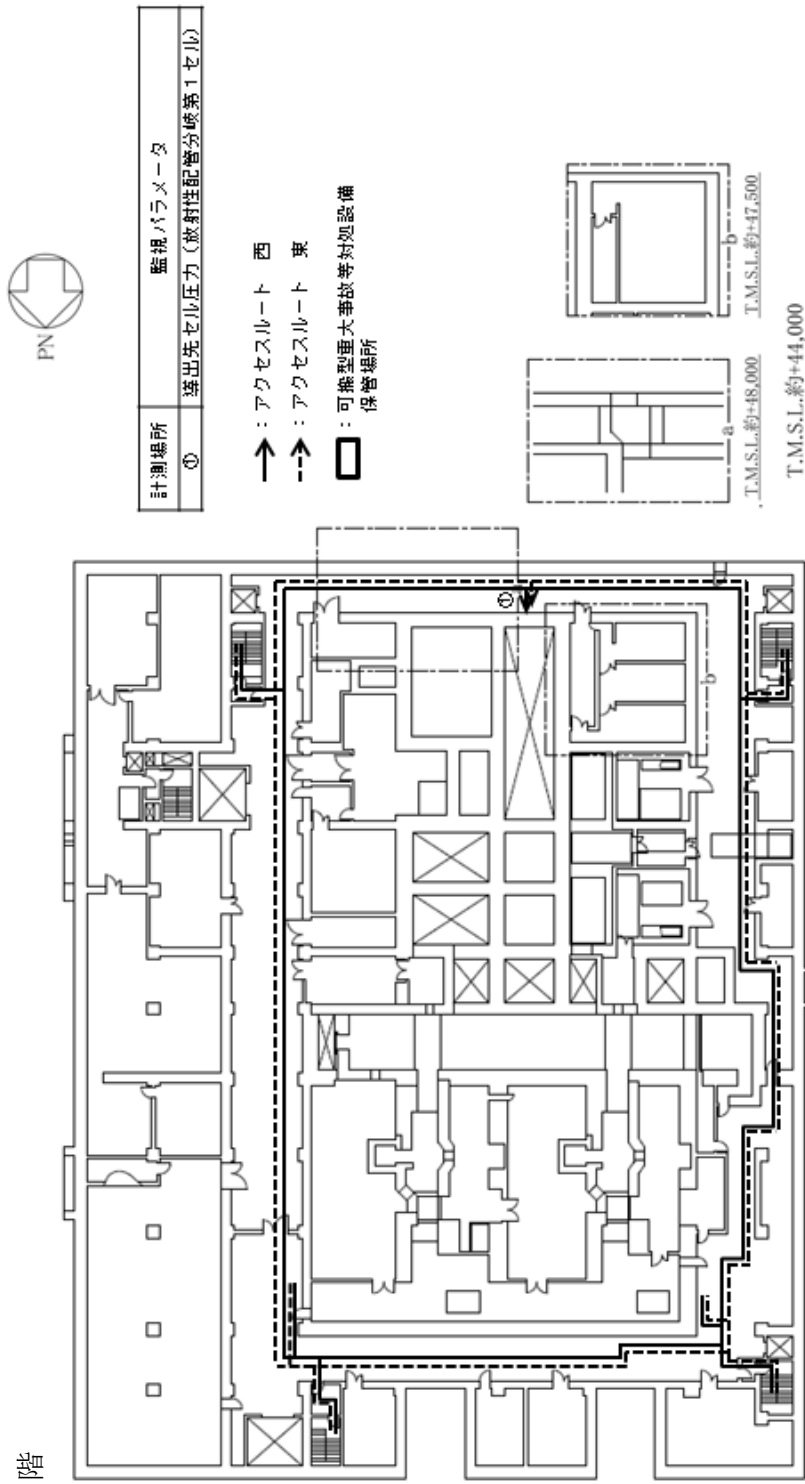 階
PN
計測場所 監視パラメータ
① 導出先セル圧力（放射性配管分岐第１セル）
：アクセスルート 西
：アクセスルート 東
：可搬型重大事故等対処設備
保管場所
①
b
a
T.M.S.L.約+48,000
b
T.M.S.L.約+47,500
T.M.S.L.約+44,000